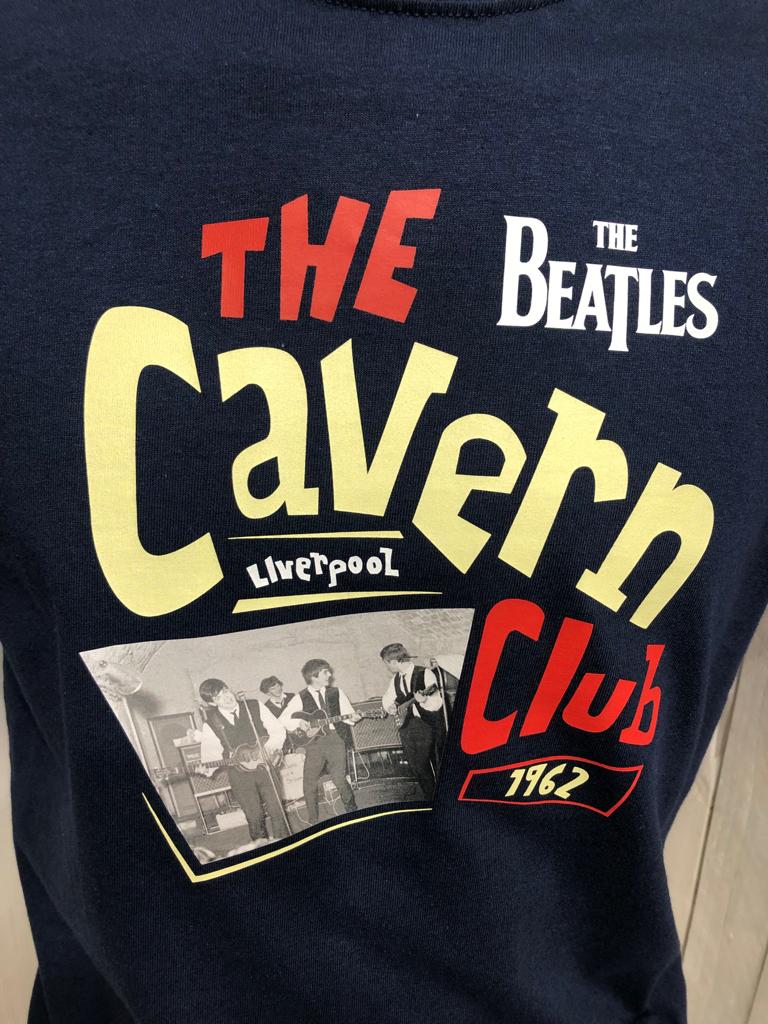 THE
THE
BEATLES
Cavern
Liverpool
Club
1962